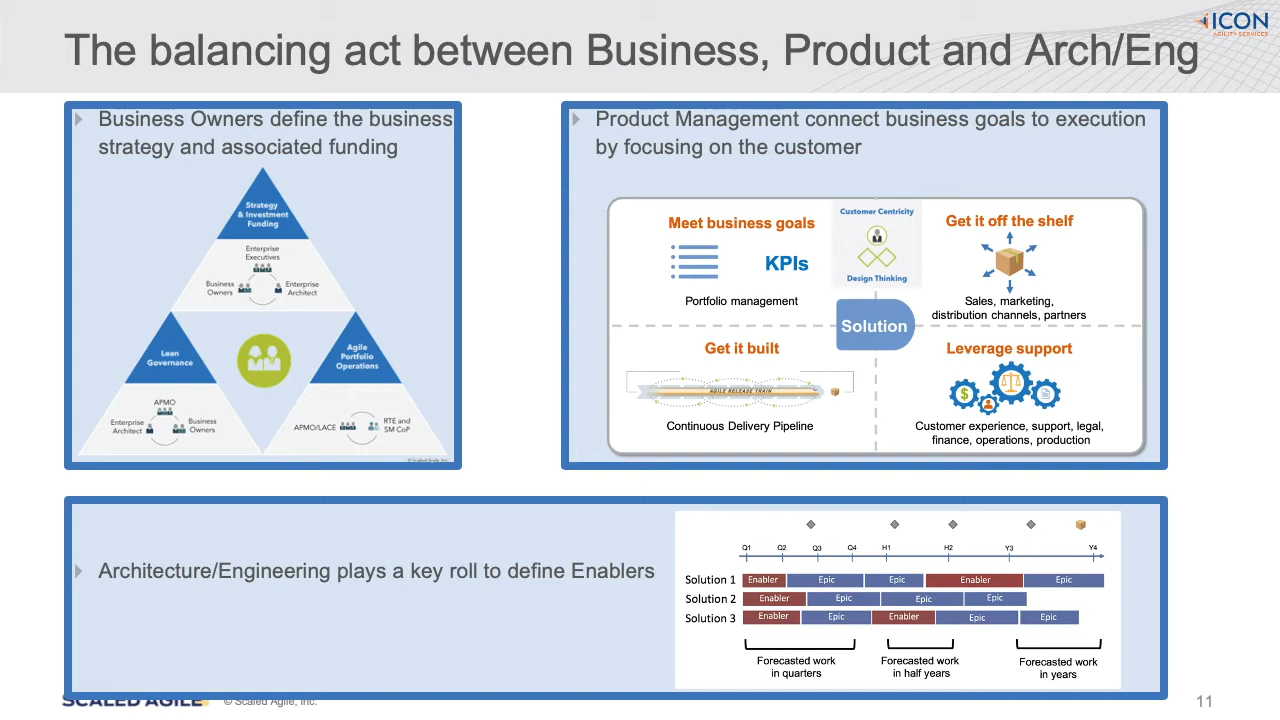 The balancing act between Business, Product and Arch/Eng
ICON
AGILITY SERVICES
Business Owners define the business
strategy and associated funding
Strategy
& Investment
Funding
Enterprise
Executives
Business
Owners
Enterprise
Architect
Lean
Governance
Agile
Portfolio
Operations
APMO
Enterprise
Architect
Business
Owners
APMO/LACE
RTE and
SM CoP
© Scaled Agile, Inc.
Product Management connect business goals to execution
by focusing on the customer
Meet business goals
KPIs
Portfolio management
Customer Centricity
Design Thinking
Get it off the shelf
Sales, marketing,
distribution channels, partners
Solution
Get it built
AGILE RELEASE TRAIN
Continuous Delivery Pipeline
Leverage support
$
Customer experience, support, legal,
finance, operations, production
Architecture/Engineering plays a key roll to define Enablers
Q1 Q2 Q3 Q4 H1 H2 Y3 Y4
Solution 1 Enabler Epic Epic Enabler Epic
Solution 2 Enabler Epic Epic Epic
Solution 3 Enabler Epic Enabler Epic Epic
Forecasted work
in quarters
Forecasted work
in half years
Forecasted work
in years
SCALED AGILE
© Scaled Agile, Inc.
11